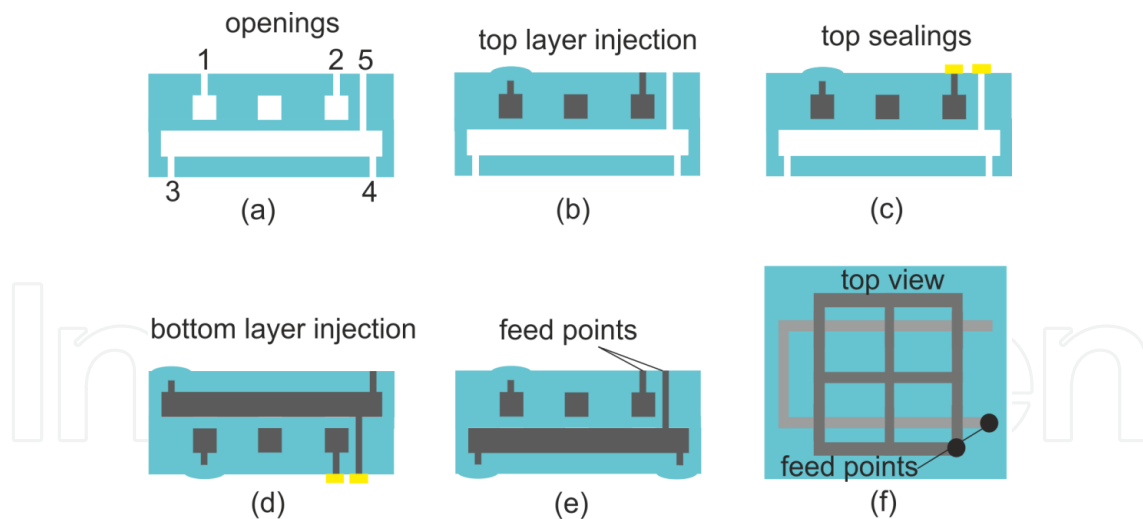 openings
1
2 5
3
4
(a)
top layer injection
(b)
top sealings
(c)
bottom layer injection
(d)
feed points
(e)
top view
feed points
(f)